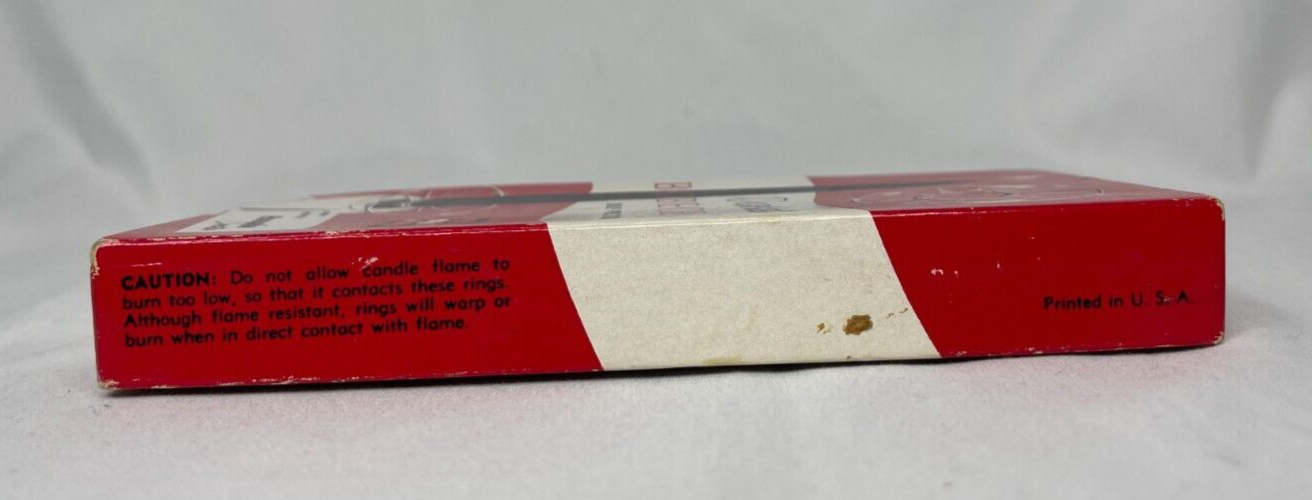 CAUTION: Do not allow candle flame to
burn too low, so that it contacts these rings.
Although flame resistant, rings will warp or
burn when in direct contact with flame.
Printed in U. S. A.